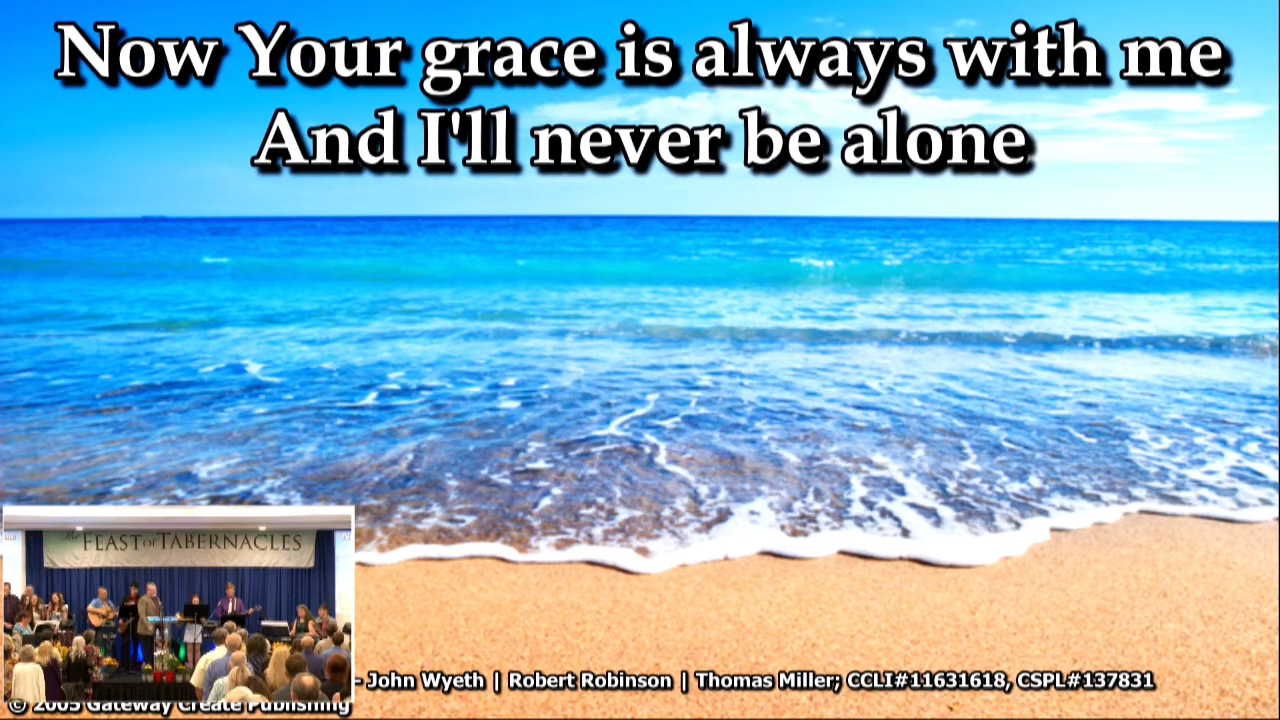 Now Your grace is always with me
And I'll never be alone
the FEAST OF TABERNACLES
- John Wyeth | Robert Robinson | Thomas Miller; CCLI#11631618, CSPL#137831
© 2005 Gateway Create Publishing